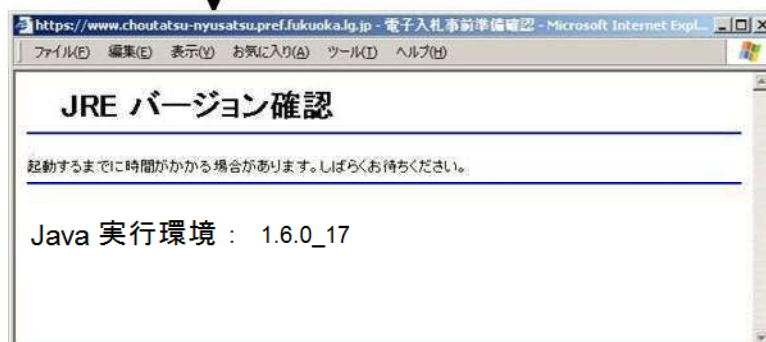 https://www.choutatsu-nyusatsu.pref.fukuoka.lg.jp - 電子入札事前準備確認 - Microsoft Internet Expl...
ファイル(F) 編集(E) 表示(V) お気に入り(A) ツール(T) ヘルプ(H)
JRE バージョン確認
起動するまでに時間がかかる場合があります。しばらくお待ちください。
Java 実行環境： 1.6.0_17